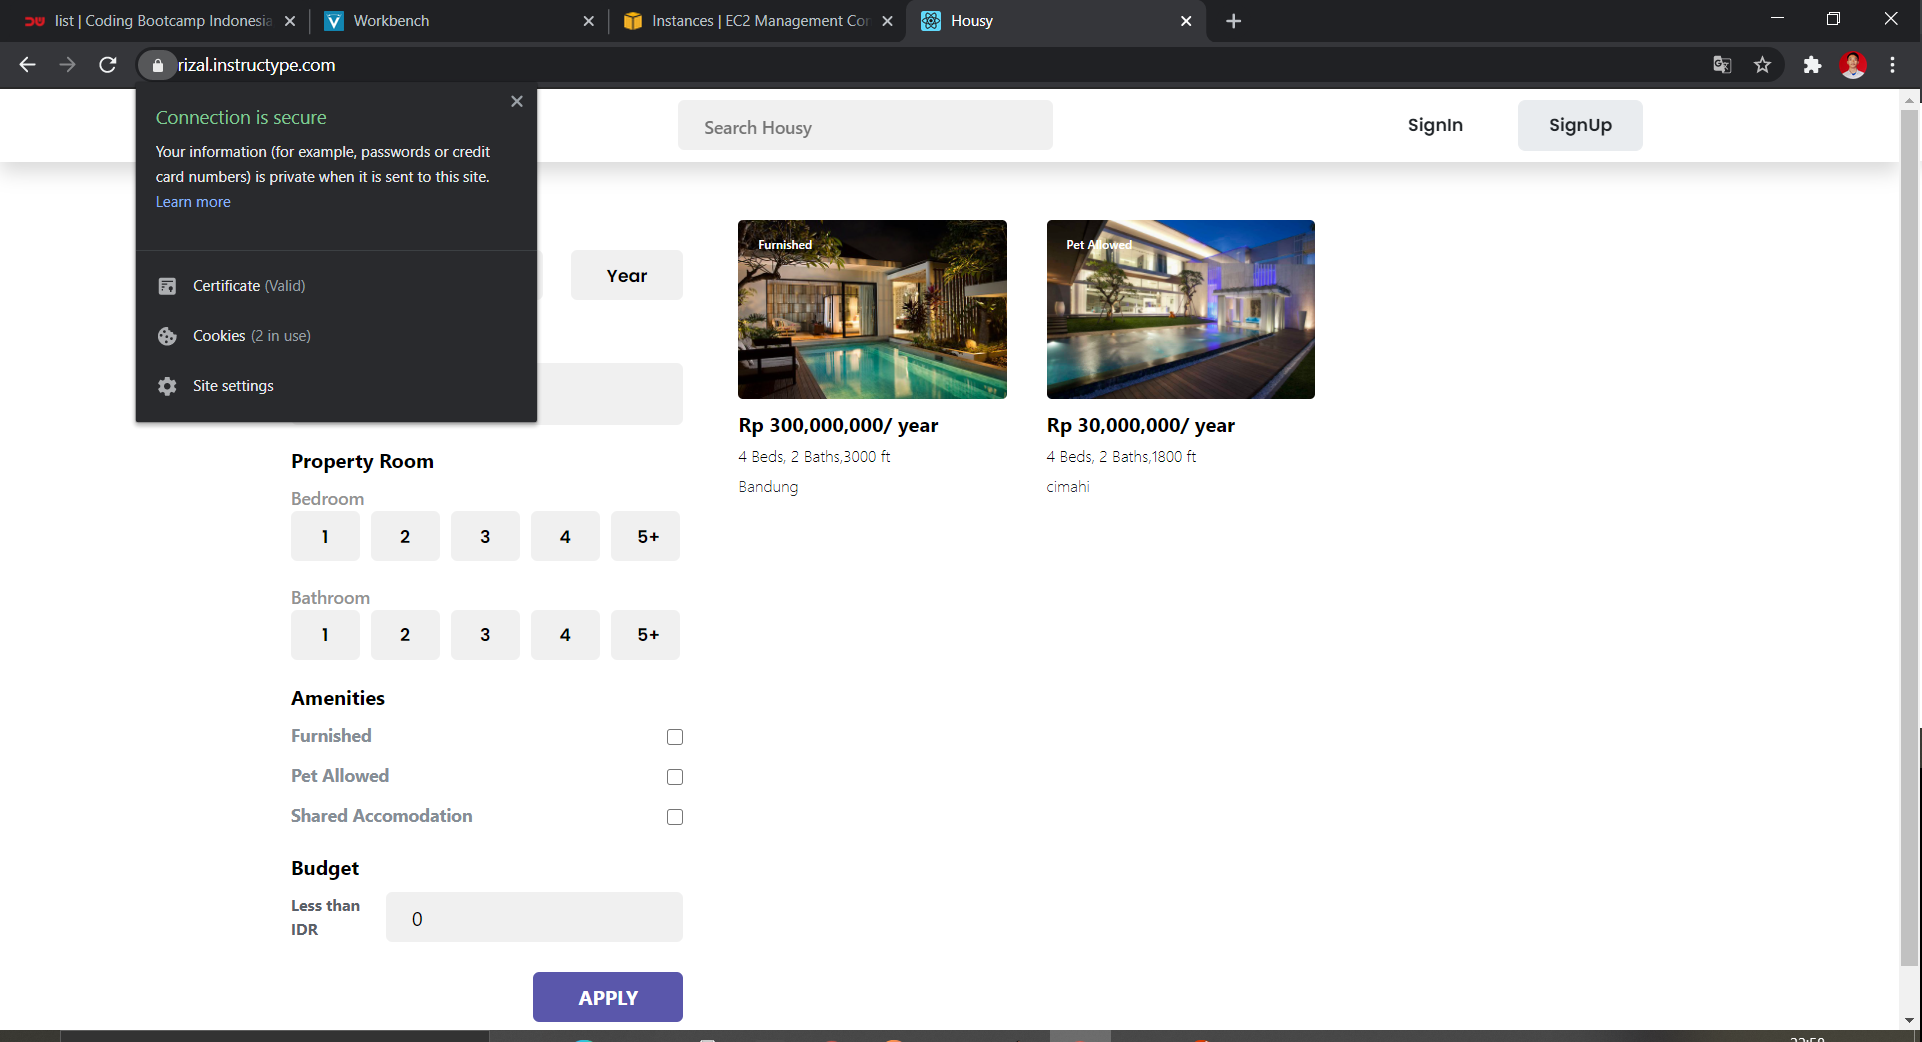 list | Coding Bootcamp Indonesia
Workbench
Instances | EC2 Management Con
Housy
rizal.instructype.com
Connection is secure
Your information (for example, passwords or credit
card numbers) is private when it is sent to this site.
Learn more
Certificate (Valid)
Cookies (2 in use)
Site settings
Search Housy
SignIn
SignUp
Year
Property Room
Bedroom
1 2 3 4 5+
Bathroom
1 2 3 4 5+
Amenities
Furnished
Pet Allowed
Shared Accomodation
Budget
Less than
IDR
0
APPLY
Furnished
Rp 300,000,000/ year
4 Beds, 2 Baths,3000 ft
Bandung
Pet Allowed
Rp 30,000,000/ year
4 Beds, 2 Baths,1800 ft
cimahi